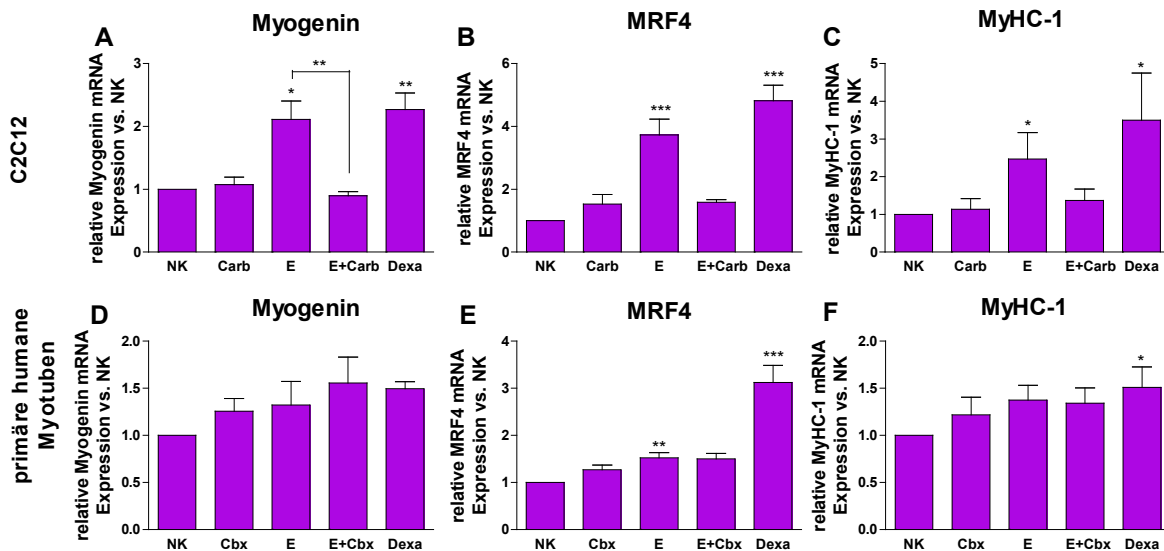 C2C12
A
Myogenin
relative Myogenin mRNA
Expression vs. NK
3
2
1
0
*
**
**
NK Carb E E+Carb Dexa
B
MRF4
relative MRF4 mRNA
Expression vs. NK
6
4
2
0
***
***
NK Carb E E+Carb Dexa
C
MyHC-1
relative MyHC-1 mRNA
Expression vs. NK
5
4
3
2
1
0
*
*
NK Carb E E+Carb Dexa
primäre humane
Myotuben
D
Myogenin
relative Myogenin mRNA
Expression vs. NK
2.0
1.5
1.0
0.5
0.0
NK Cbx E E+Cbx Dexa
E
MRF4
relative MRF4 mRNA
Expression vs. NK
4
3
2
1
0
**
***
NK Cbx E E+Cbx Dexa
F
MyHC-1
relative MyHC-1 mRNA
Expression vs. NK
2.0
1.5
1.0
0.5
0.0
*
NK Cbx E E+Cbx Dexa